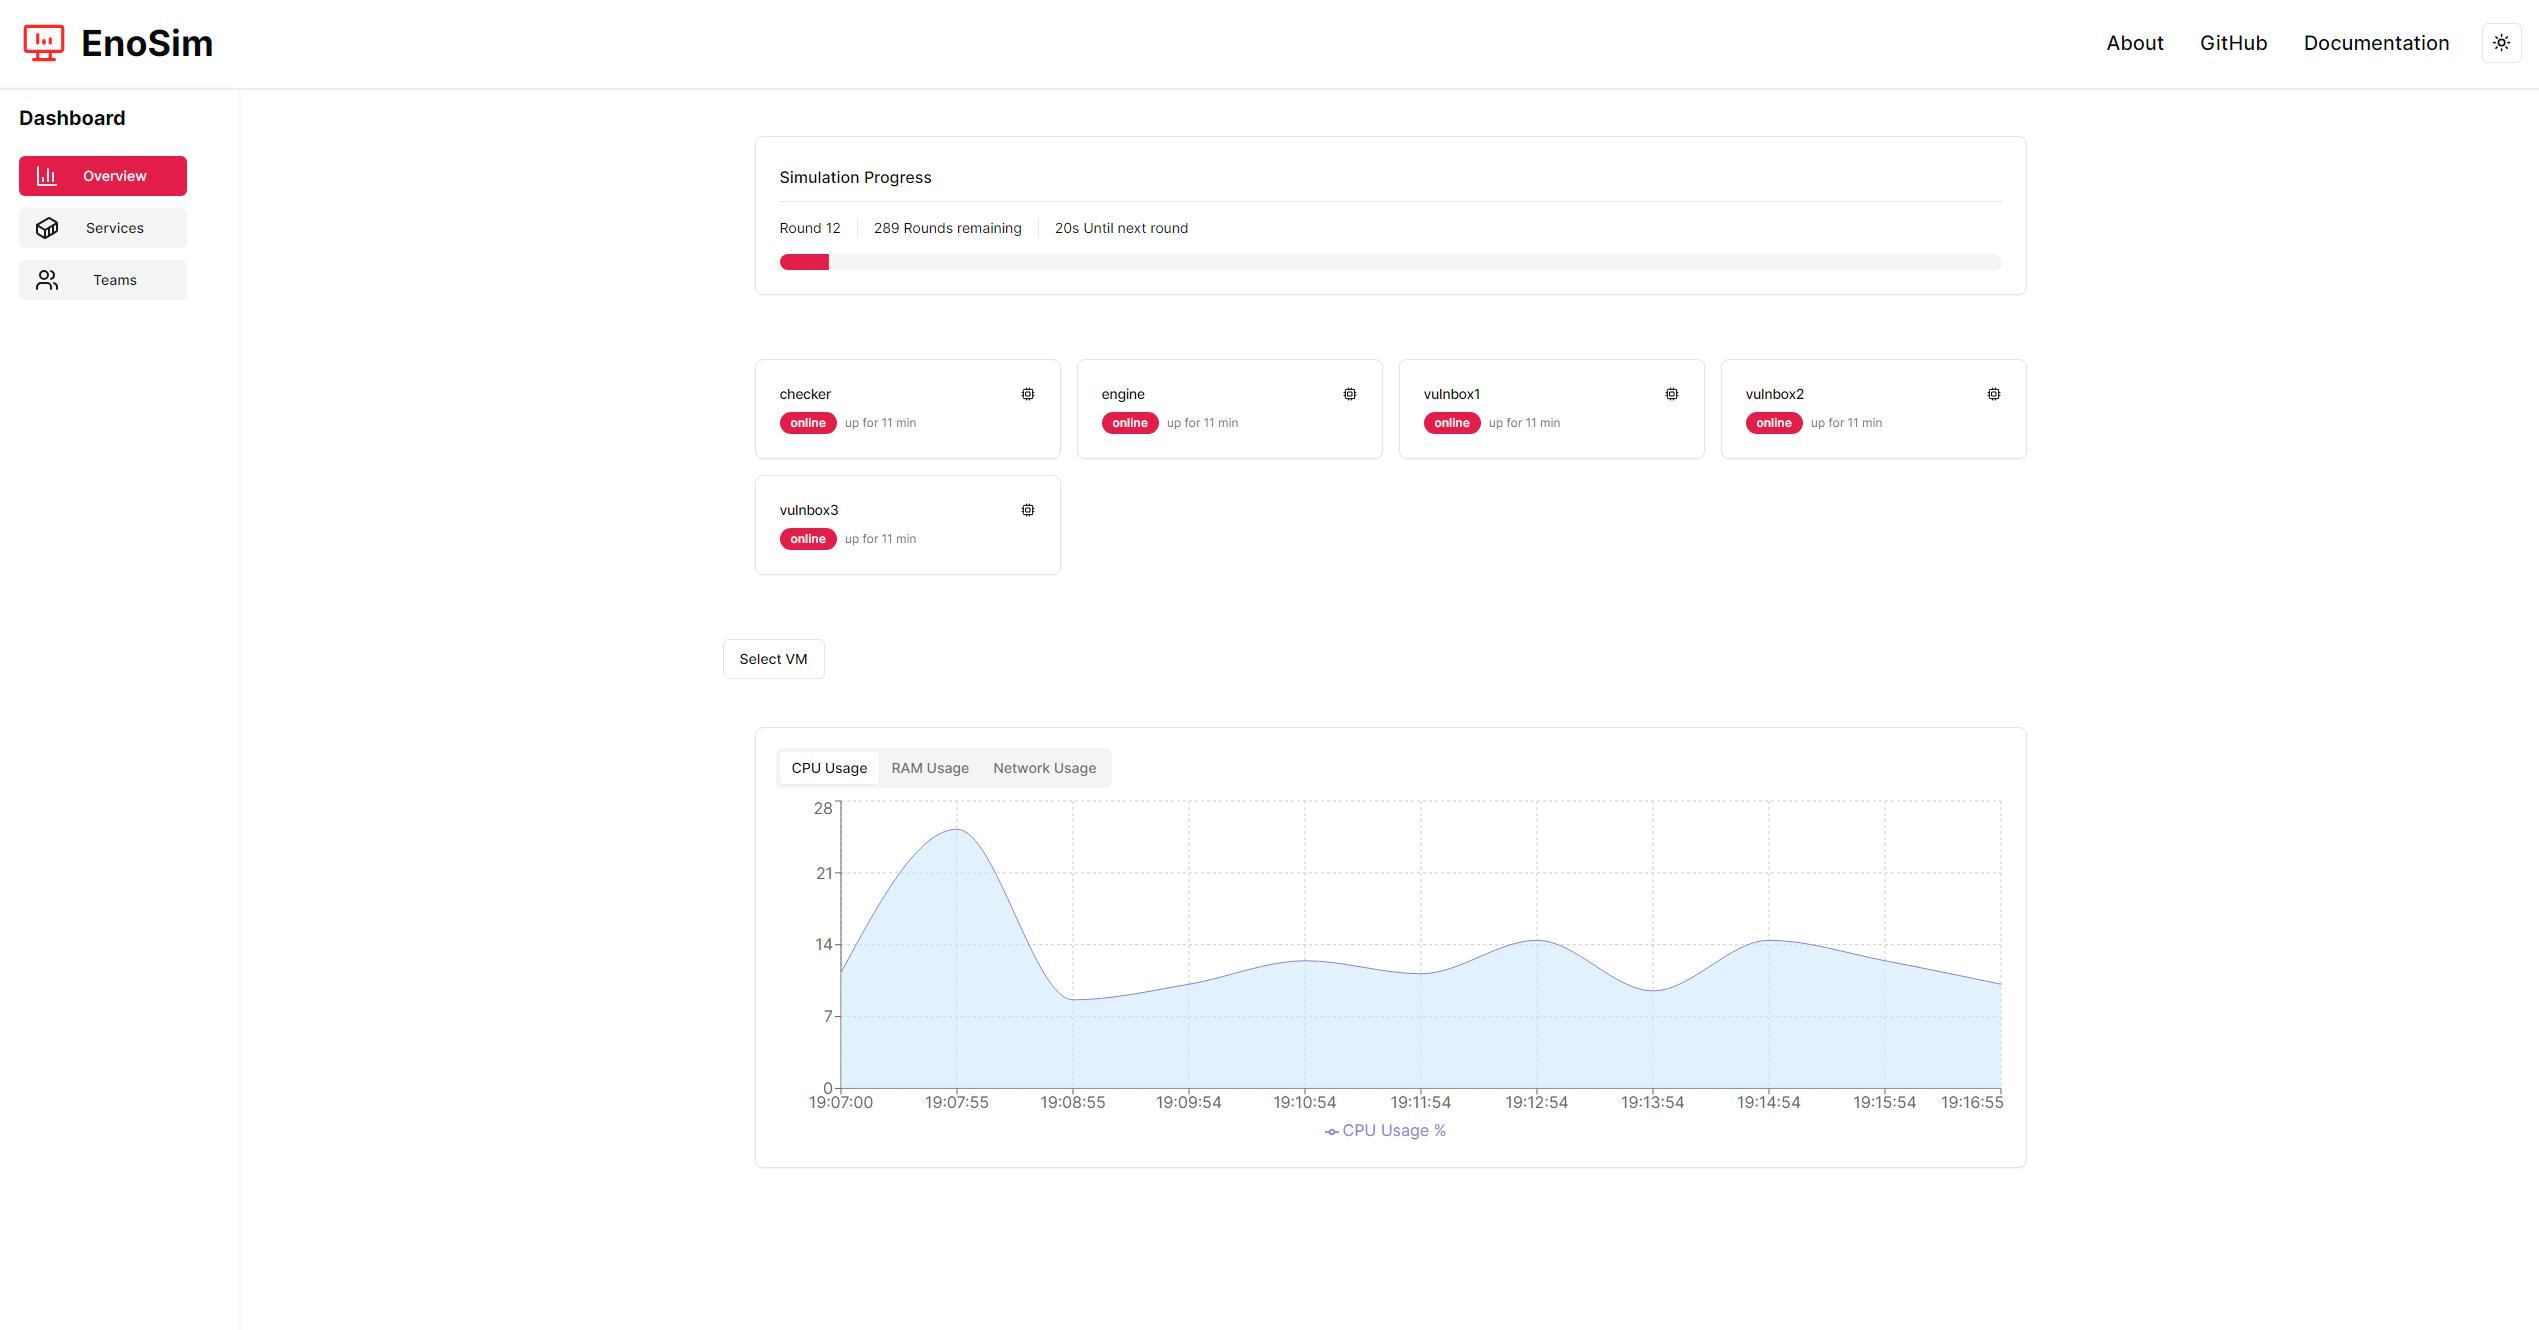 EnoSim
About GitHub Documentation
Dashboard
Overview
Services
Teams
Simulation Progress
Round 12 289 Rounds remaining 20s Until next round
checker
online up for 11 min
engine
online up for 11 min
vulnbox1
online up for 11 min
vulnbox2
online up for 11 min
vulnbox3
online up for 11 min
Select VM
CPU Usage RAM Usage Network Usage
28
21
14
7
0
19:07:00 19:07:55 19:08:55 19:09:54 19:10:54 19:11:54 19:12:54 19:13:54 19:14:54 19:15:54 19:16:55
CPU Usage %